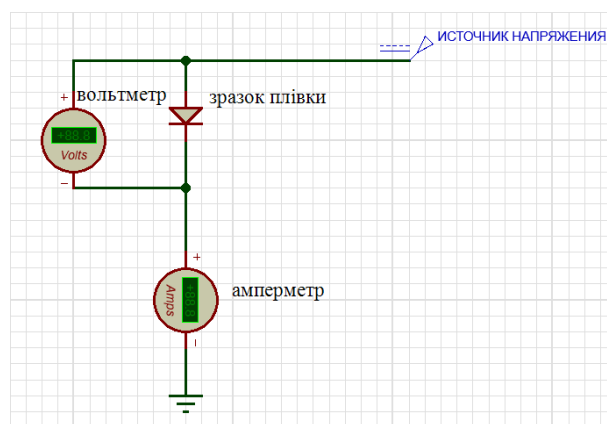 ИСТОЧНИК НАПРЯЖЕНИЯ
+ вольтметр
зразок плівки
+88.8
Volts
−
+
+88.8
Amps
амперметр
−